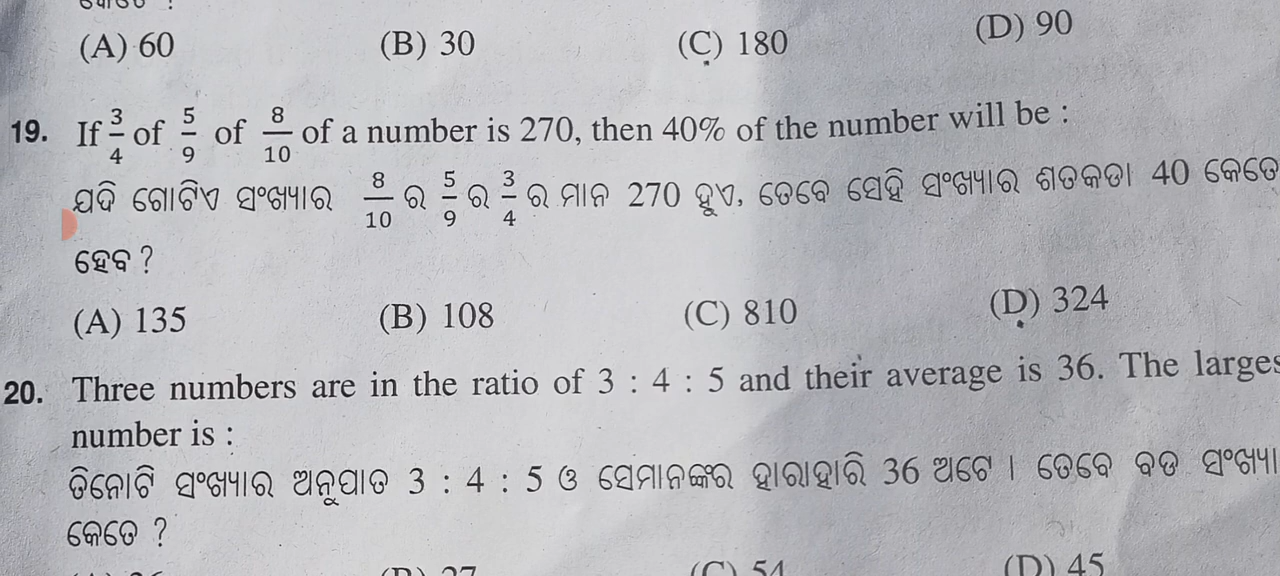 (A) 60 (B) 30 (C) 180 (D) 90
19. If 3/4 of 5/9 of 8/10 of a number is 270, then 40% of the number will be :
ଯଦି ଗୋଟିଏ ସଂଖ୍ୟାର 8/10 ର 5/9 ର 3/4 ର ମାନ 270 ହୁଏ, ତେବେ ସେହି ସଂଖ୍ୟାର ଶତକଡା 40 କେତେ
ହେବ ?
(A) 135 (B) 108 (C) 810 (D) 324
20. Three numbers are in the ratio of 3 : 4 : 5 and their average is 36. The larges
number is :
ତିନୋଟି ସଂଖ୍ୟାର ଅନୁପାତ 3 : 4 : 5 ଓ ସେମାନଙ୍କର ହାରାହାରି 36 ଅଟେ । ତେବେ ବଡ ସଂଖ୍ୟା
କେତେ ?
(B) 27 (C) 54 (D) 45